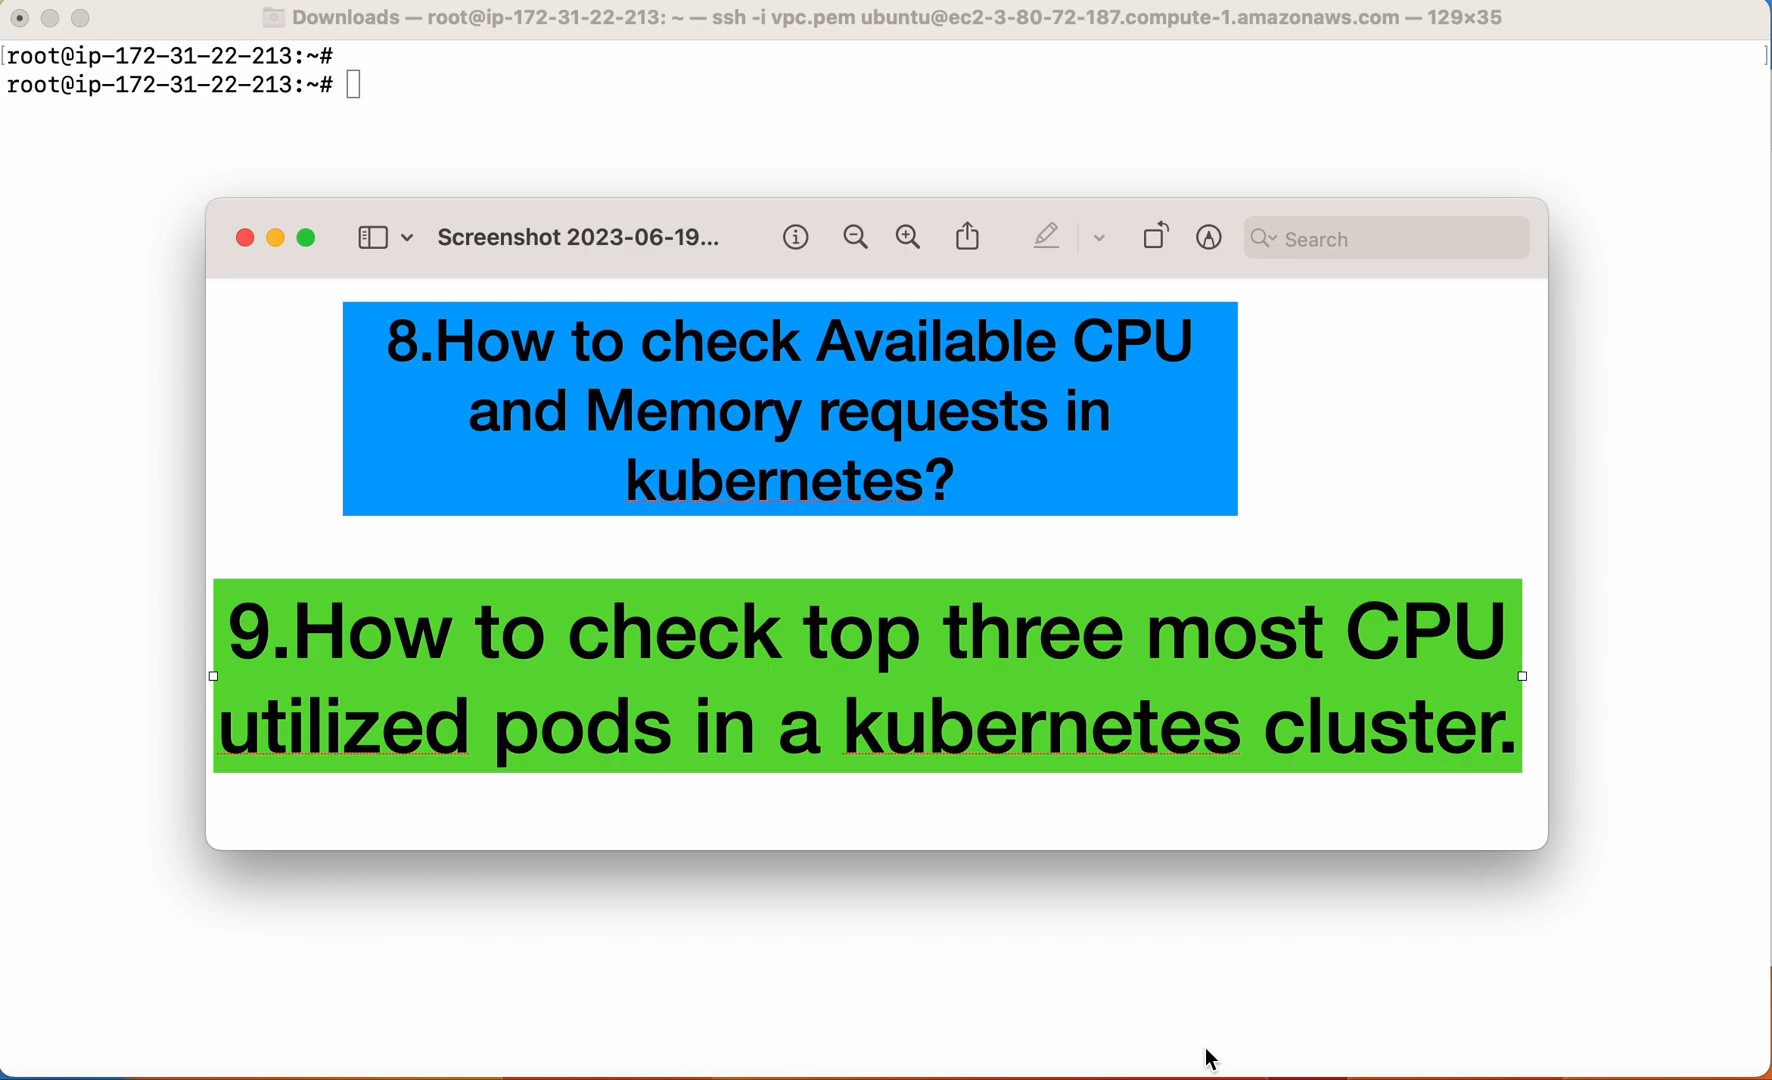 Downloads — root@ip-172-31-22-213: ~ — ssh -i vpc.pem ubuntu@ec2-3-80-72-187.compute-1.amazonaws.com — 129×35
[root@ip-172-31-22-213:~# ]
root@ip-172-31-22-213:~#
Screenshot 2023-06-19... Search
8.How to check Available CPU
and Memory requests in
kubernetes?
9.How to check top three most CPU
utilized pods in a kubernetes cluster.